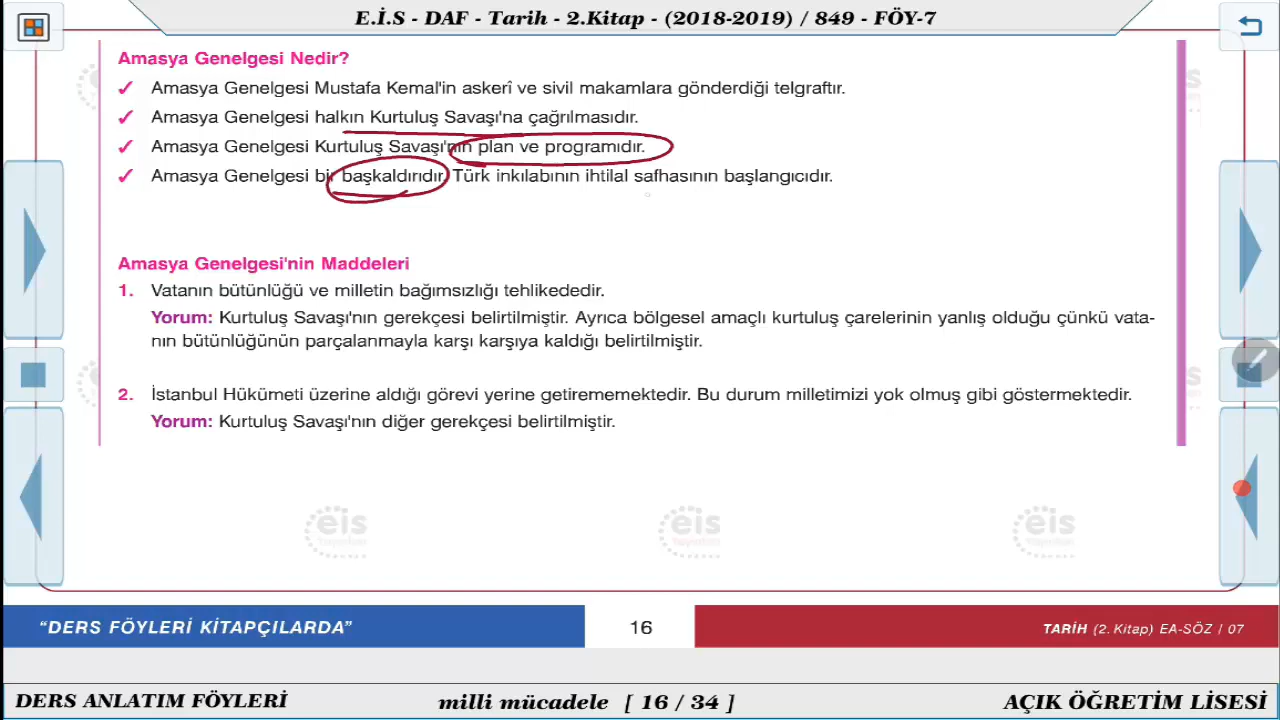 E.İ.S - DAF - Tarih - 2.Kitap - (2018-2019) / 849 - FÖY-7
Amasya Genelgesi Nedir?
Amasya Genelgesi Mustafa Kemal'in askerî ve sivil makamlara gönderdiği telgraftır.
Amasya Genelgesi halkın Kurtuluş Savaşı'na çağrılmasıdır.
Amasya Genelgesi Kurtuluş Savaşı'nın plan ve programıdır.
Amasya Genelgesi bir başkaldırıdır. Türk inkılabının ihtilal safhasının başlangıcıdır.
Amasya Genelgesi'nin Maddeleri
1. Vatanın bütünlüğü ve milletin bağımsızlığı tehlikededir.
Yorum: Kurtuluş Savaşı'nın gerekçesi belirtilmiştir. Ayrıca bölgesel amaçlı kurtuluş çarelerinin yanlış olduğu çünkü vata-
nın bütünlüğünün parçalanmayla karşı karşıya kaldığı belirtilmiştir.
2. İstanbul Hükümeti üzerine aldığı görevi yerine getirememektedir. Bu durum milletimizi yok olmuş gibi göstermektedir.
Yorum: Kurtuluş Savaşı'nın diğer gerekçesi belirtilmiştir.
eis eis eis
Yayınları Yayınları Yayınları
"DERS FÖYLERİ KİTAPÇILARDA" 16 TARİH (2. Kitap) EA-SÖZ / 07
DERS ANLATIM FÖYLERİ milli mücadele [ 16 / 34 ] AÇIK ÖĞRETİM LİSESİ